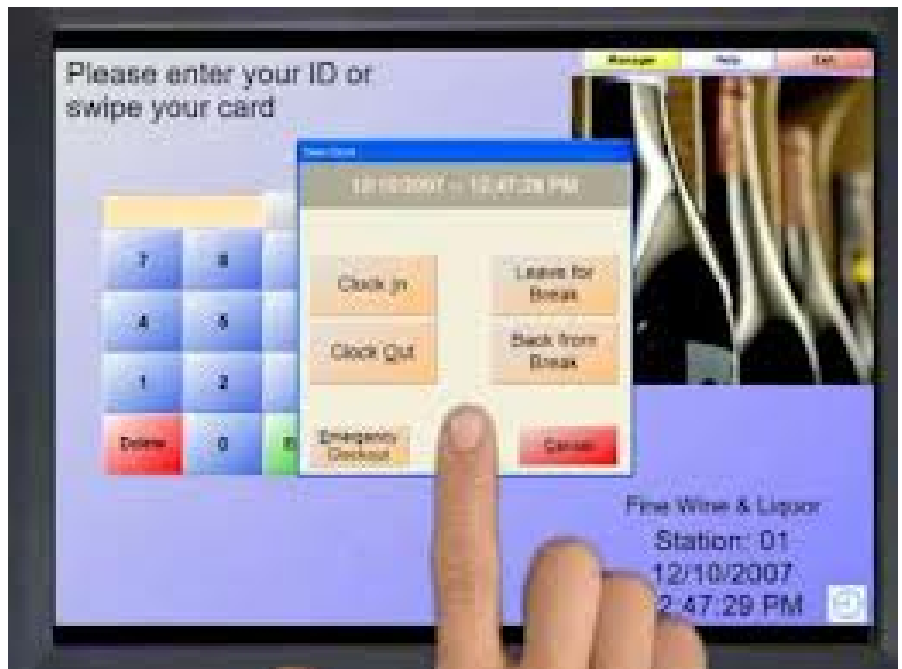 Please enter your ID or
swipe your card
Manager
Help
Exit
12/10/2007 -- 12:47:28 PM
7
8
4
5
1
2
Delete
0
E
Clock In
Leave for
Break
Clock Out
Back from
Break
Emergency
Clockout
Cancel
Fine Wine & Liquor
Station: 01
12/10/2007
2:47:29 PM